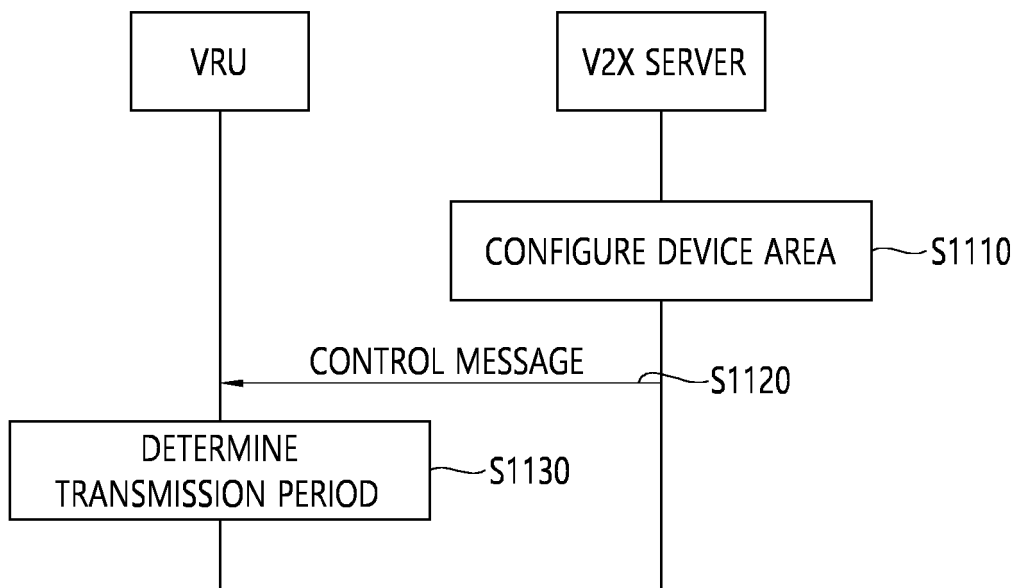 VRU
V2X SERVER
CONFIGURE DEVICE AREA
S1110
CONTROL MESSAGE
S1120
DETERMINE
TRANSMISSION PERIOD
S1130